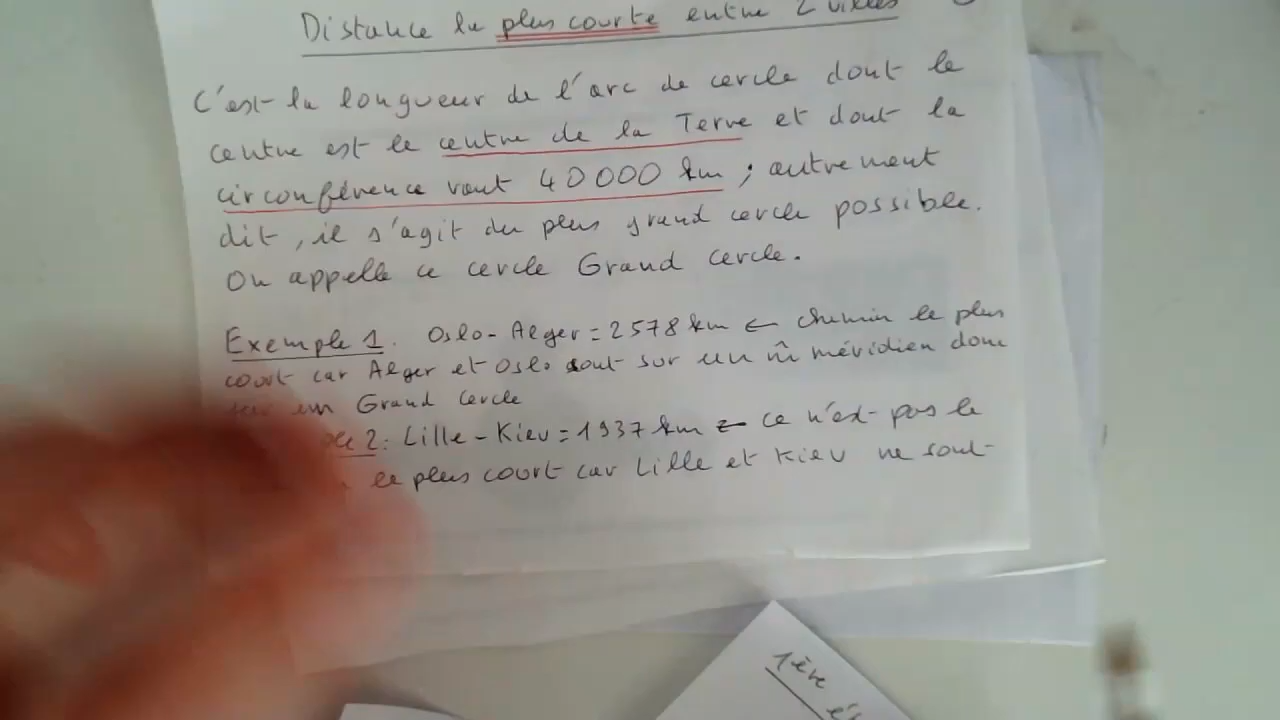 Distance la plus courte entre 2 villes
C'est la longueur de l'arc de cercle dont le
centre est le centre de la Terre et dont la
circonférence vaut 40 000 km ; autrement
dit, il s'agit du plus grand cercle possible.
On appelle ce cercle Grand Cercle.
Exemple 1. Oslo - Alger = 2578 km ← chemin le plus
court car Alger et Oslo sont sur un m̂ méridien donc
un Grand Cercle
2 : Lille - Kiev = 1937 km ← ce n'est pas le
le plus court car Lille et Kiev ne sont
1ère